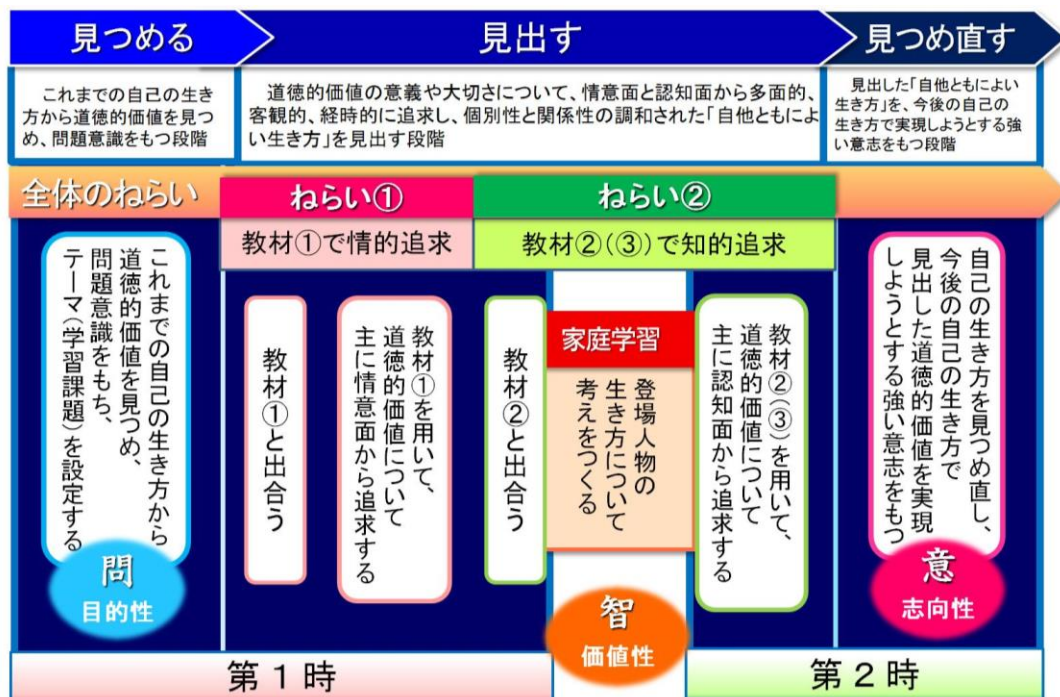 見つめる
見出す
見つめ直す
これまでの自己の生き
方から道徳的価値を見つ
め、問題意識をもつ段階
道徳的価値の意義や大切さについて、情意面と認知面から多面的、
客観的、経時的に追求し、個別性と関係性の調和された「自他ともによ
い生き方」を見出す段階
見出した「自他ともによい
生き方」を、今後の自己の
生き方で実現しようとする強
い意志をもつ段階
全体のねらい
ねらい①
ねらい②
教材①で情的追求
教材②(③)で知的追求
これまでの自己の生き方から
道徳的価値を見つめ、
問題意識をもち、
テーマ(学習課題)を設定する
問
目的性
教材①と出合う
教材①を用いて、
道徳的価値について
主に情意面から追求する
教材②と出合う
家庭学習
登場人物の
生き方について
考えをつくる
智
価値性
教材②(③)を用いて、
道徳的価値について
主に認知面から追求する
自己の生き方を見つめ直し、
今後の自己の生き方で
見出した道徳的価値を実現
しようとする強い意志をもつ
意
志向性
第1時
第2時